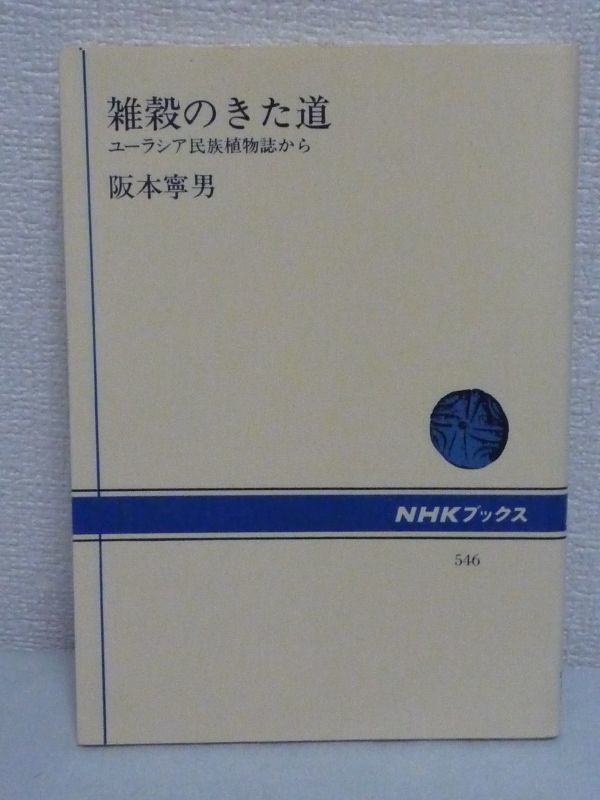 雑穀のきた道
ユーラシア民族植物誌から
阪本寧男
NHKブックス
546